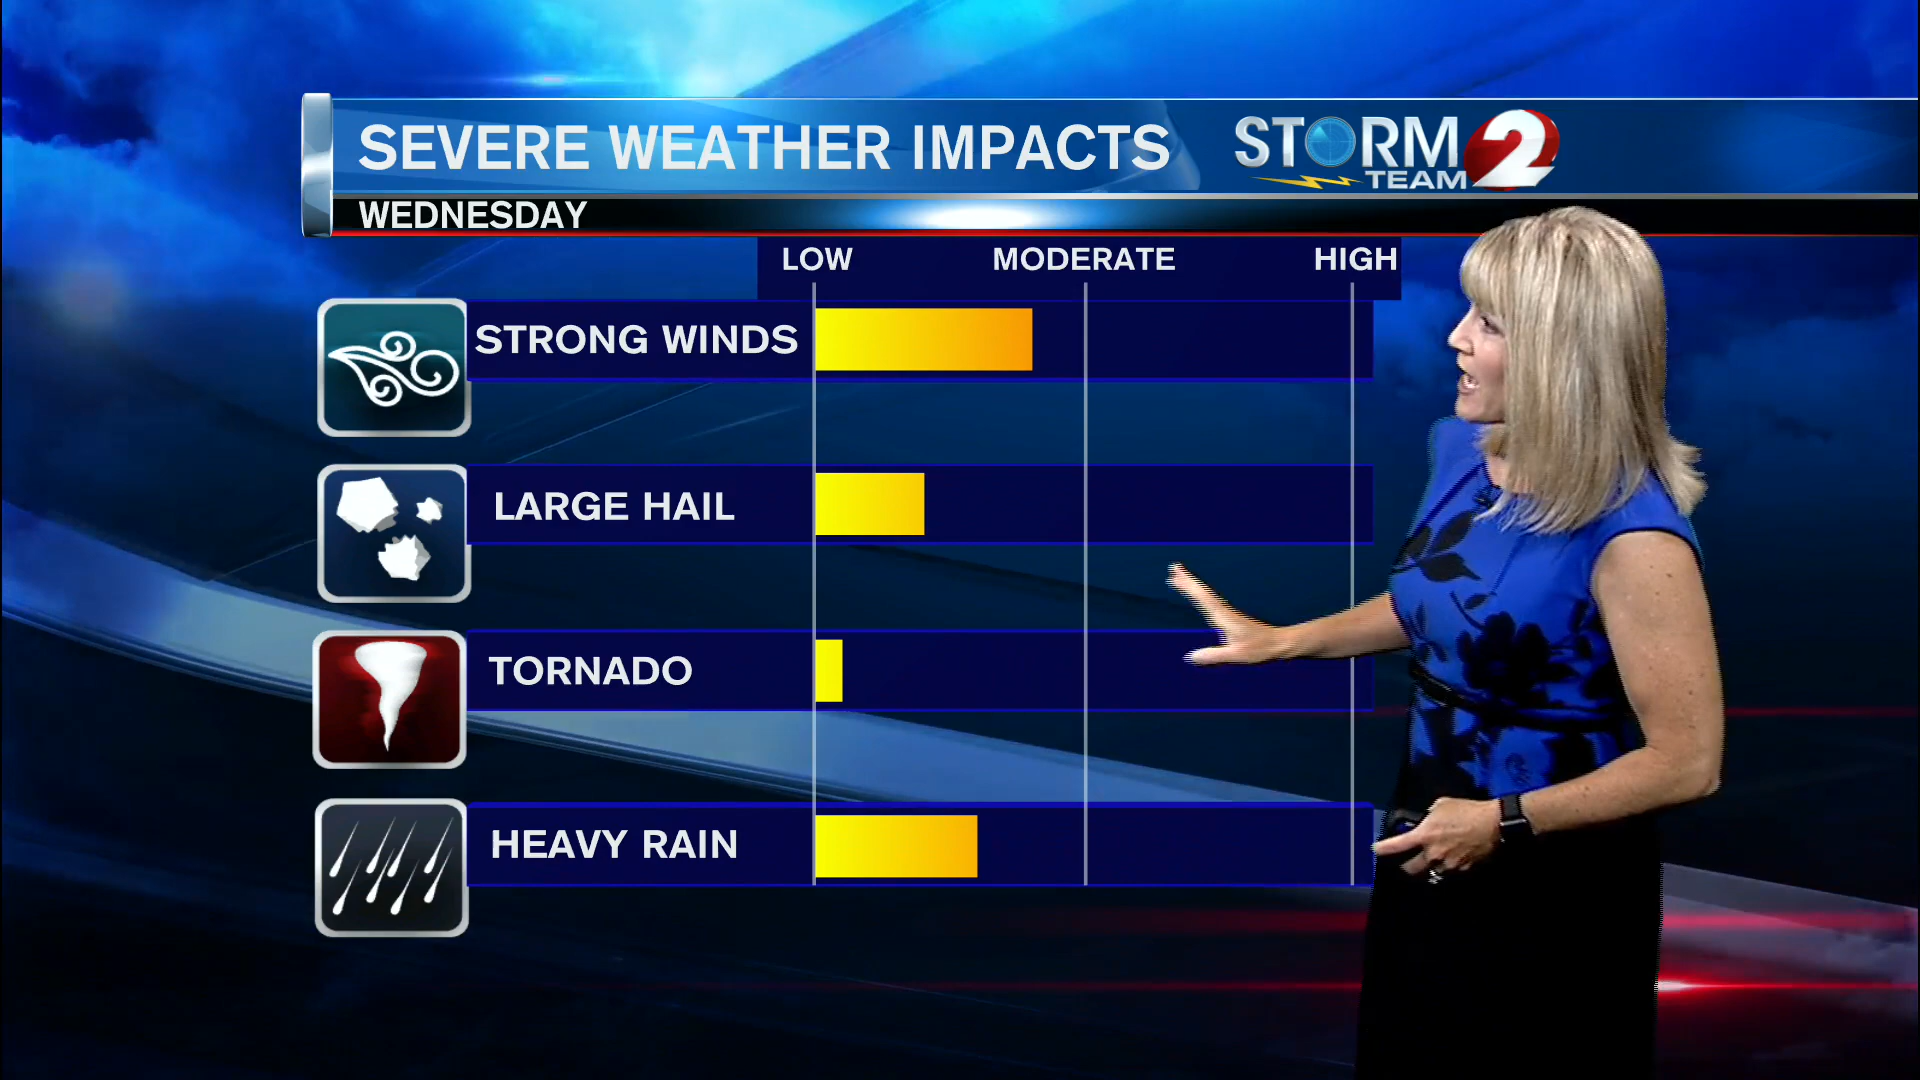 SEVERE WEATHER IMPACTS
STORM TEAM 2
WEDNESDAY
LOW MODERATE HIGH
STRONG WINDS
LARGE HAIL
TORNADO
HEAVY RAIN